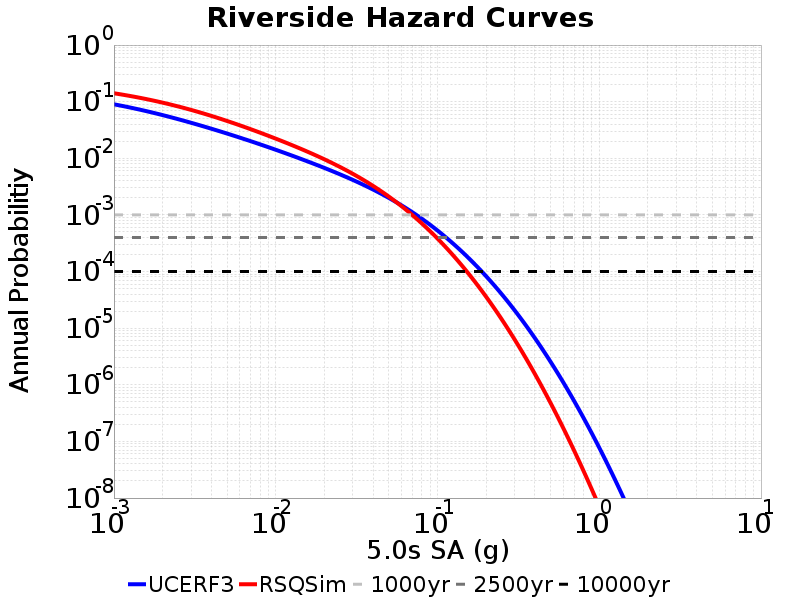 Riverside Hazard Curves
Annual Probabilitiy
10^0
10^-1
10^-2
10^-3
10^-4
10^-5
10^-6
10^-7
10^-8
10^-3 10^-2 10^-1 10^0 10^1
5.0s SA (g)
UCERF3 RSQSim 1000yr 2500yr 10000yr